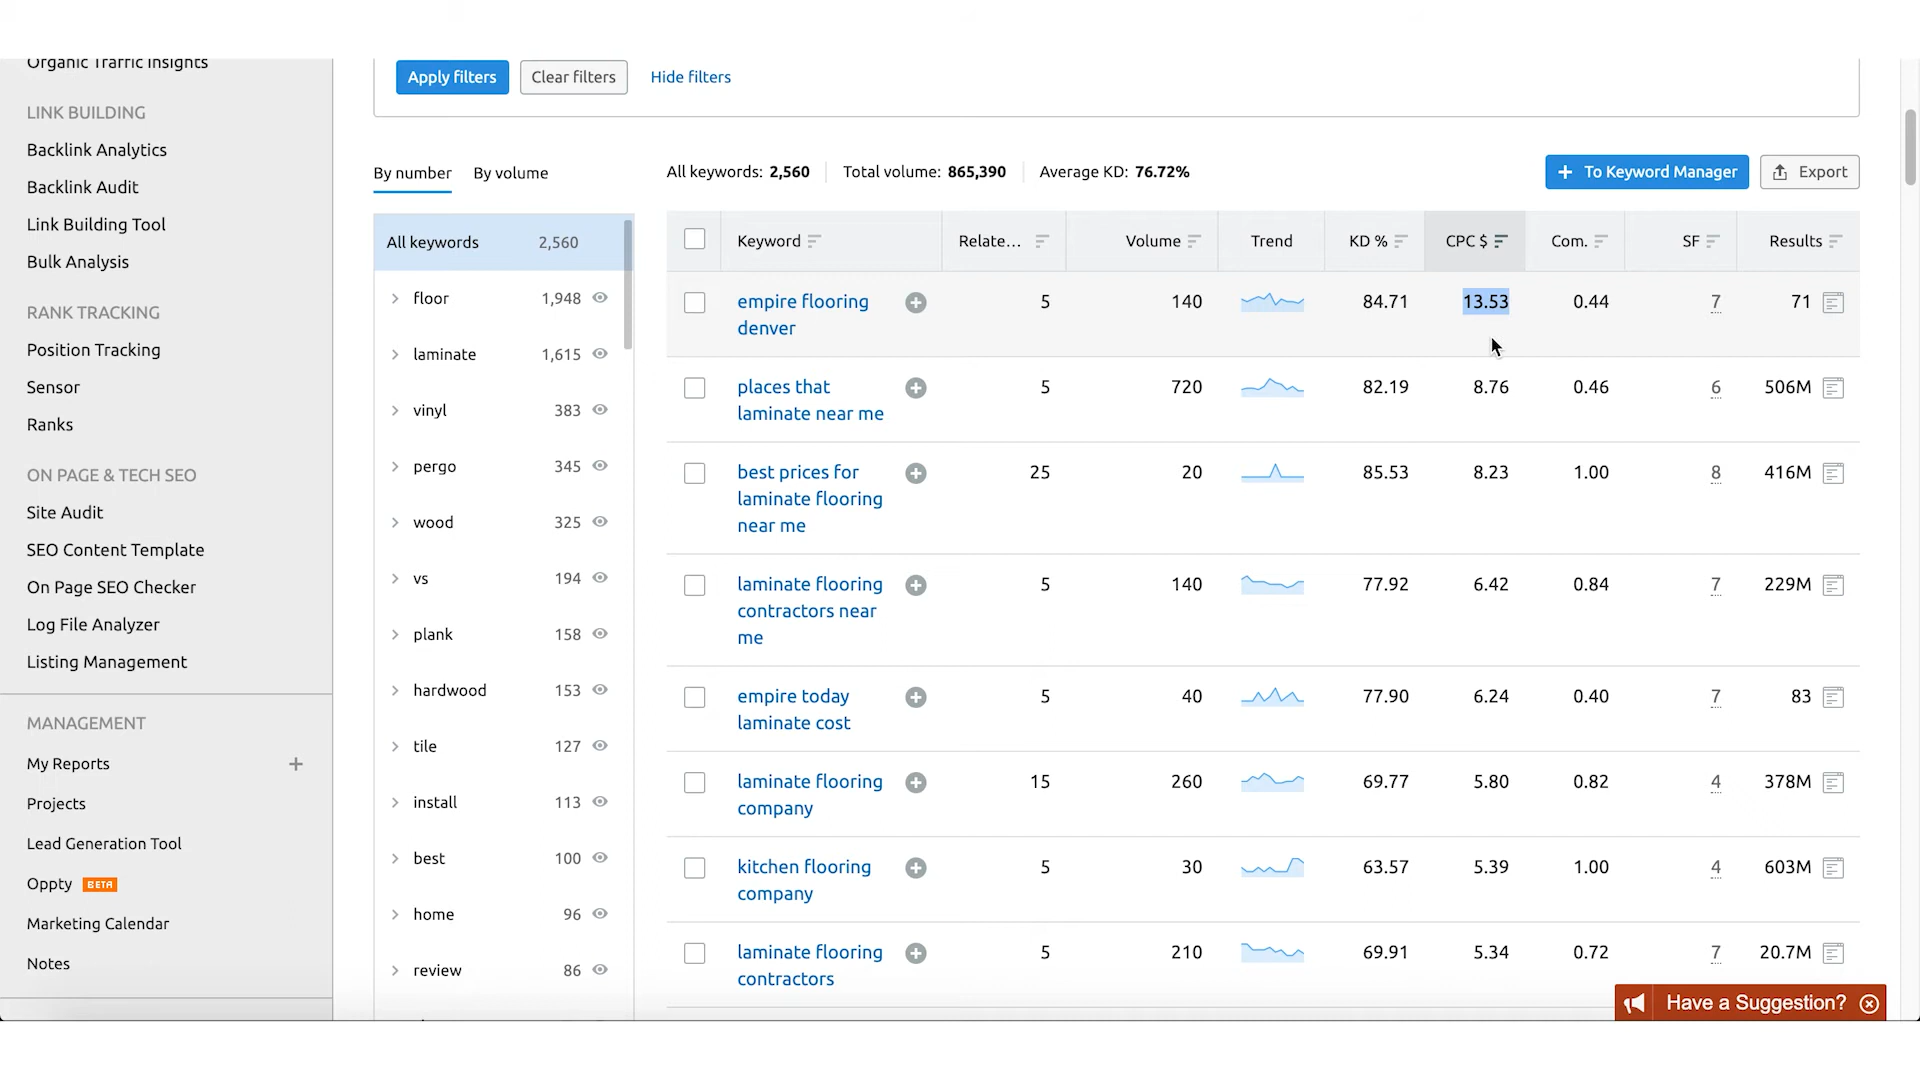 Organic Traffic Insights
LINK BUILDING
Backlink Analytics
Backlink Audit
Link Building Tool
Bulk Analysis
RANK TRACKING
Position Tracking
Sensor
Ranks
ON PAGE & TECH SEO
Site Audit
SEO Content Template
On Page SEO Checker
Log File Analyzer
Listing Management
MANAGEMENT
My Reports +
Projects
Lead Generation Tool
Oppty BETA
Marketing Calendar
Notes
Apply filters Clear filters Hide filters
By number By volume
All keywords 2,560
floor 1,948
laminate 1,615
vinyl 383
pergo 345
wood 325
vs 194
plank 158
hardwood 153
tile 127
install 113
best 100
home 96
review 86
All keywords: 2,560 Total volume: 865,390 Average KD: 76.72%
+ To Keyword Manager Export
Keyword Relate... Volume Trend KD % CPC $ Com. SF Results
empire flooring 5 140 84.71 13.53 0.44 7 71
denver
places that 5 720 82.19 8.76 0.46 6 506M
laminate near me
best prices for 25 20 85.53 8.23 1.00 8 416M
laminate flooring
near me
laminate flooring 5 140 77.92 6.42 0.84 7 229M
contractors near
me
empire today 5 40 77.90 6.24 0.40 7 83
laminate cost
laminate flooring 15 260 69.77 5.80 0.82 4 378M
company
kitchen flooring 5 30 63.57 5.39 1.00 4 603M
company
laminate flooring 5 210 69.91 5.34 0.72 7 20.7M
contractors
Have a Suggestion?